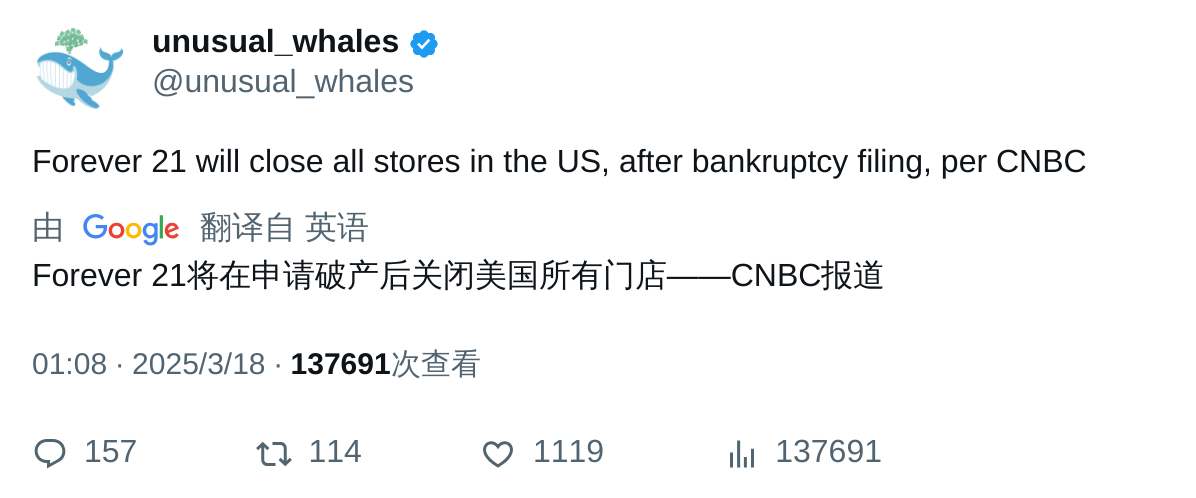 unusual_whales
@unusual_whales
Forever 21 will close all stores in the US, after bankruptcy filing, per CNBC
由 Google 翻译自 英语
Forever 21将在申请破产后关闭美国所有门店——CNBC报道
01:08 · 2025/3/18 · 137691次查看
157 114 1119 137691